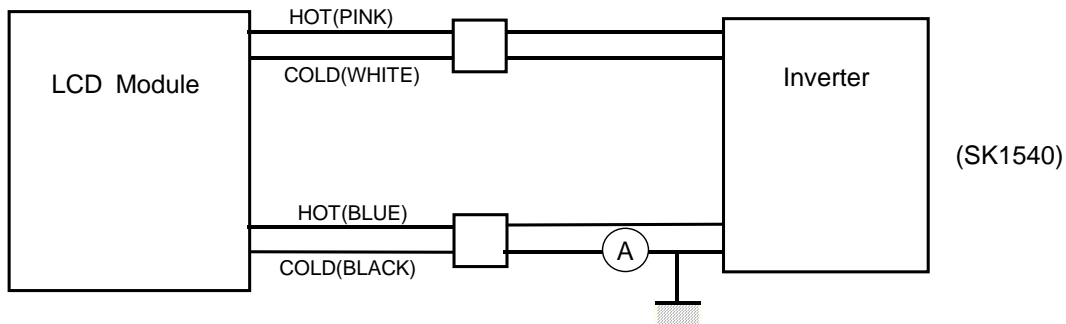 HOT(PINK)
COLD(WHITE)
LCD Module
Inverter
(SK1540)
HOT(BLUE)
A
COLD(BLACK)